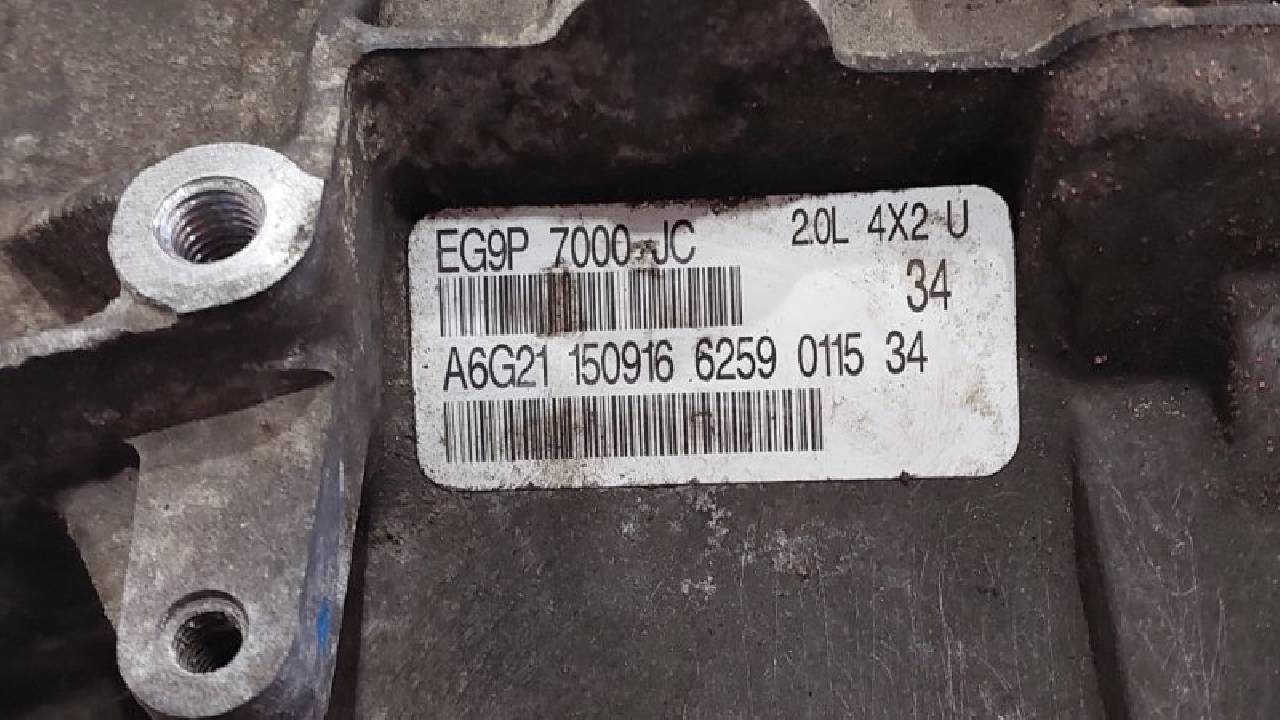 EG9P 7000 JC 2.0L 4X2 U
34
A6G21 150916 6259 0115 34